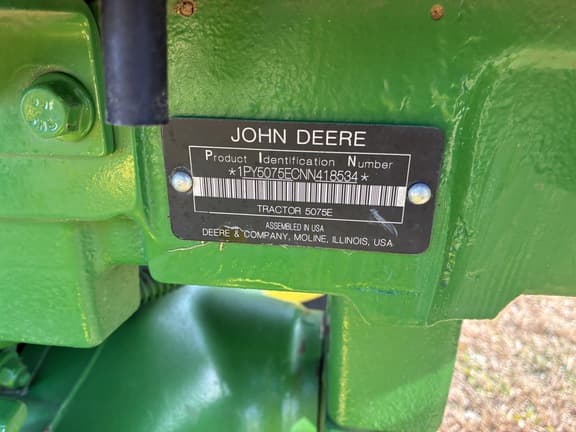 JOHN DEERE
Product Identification Number
*1PY5075ECNN418534*
TRACTOR 5075E
ASSEMBLED IN USA
DEERE & COMPANY, MOLINE, ILLINOIS, USA